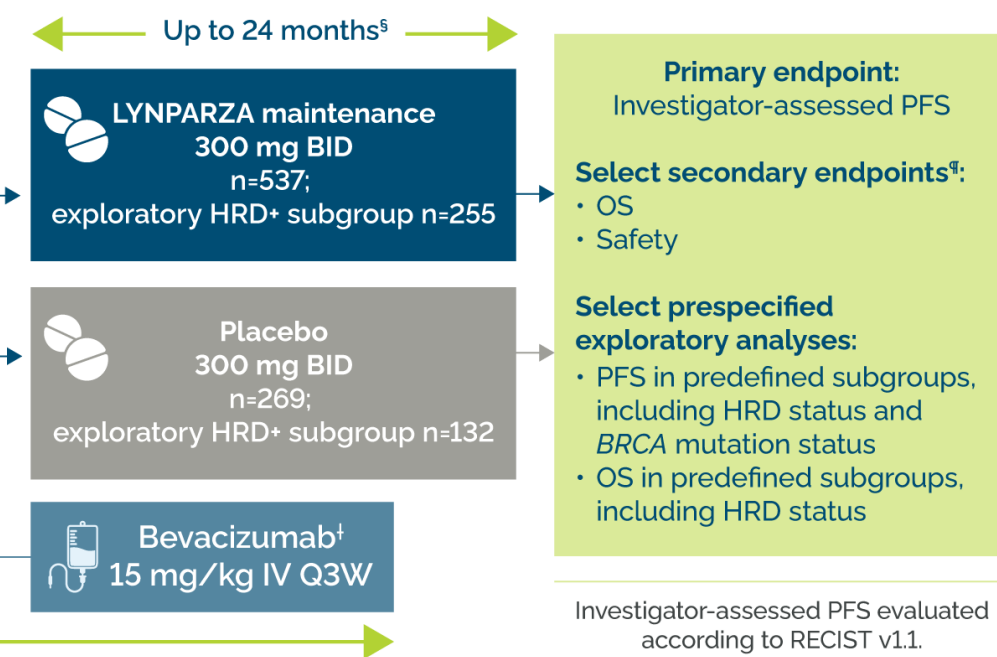 Up to 24 months§
LYNPARZA maintenance
300 mg BID
n=537;
exploratory HRD+ subgroup n=255
Placebo
300 mg BID
n=269;
exploratory HRD+ subgroup n=132
Bevacizumab†
15 mg/kg IV Q3W
Primary endpoint:
Investigator-assessed PFS
Select secondary endpoints¶:
• OS
• Safety
Select prespecified
exploratory analyses:
• PFS in predefined subgroups,
including HRD status and
BRCA mutation status
• OS in predefined subgroups,
including HRD status
Investigator-assessed PFS evaluated
according to RECIST v1.1.